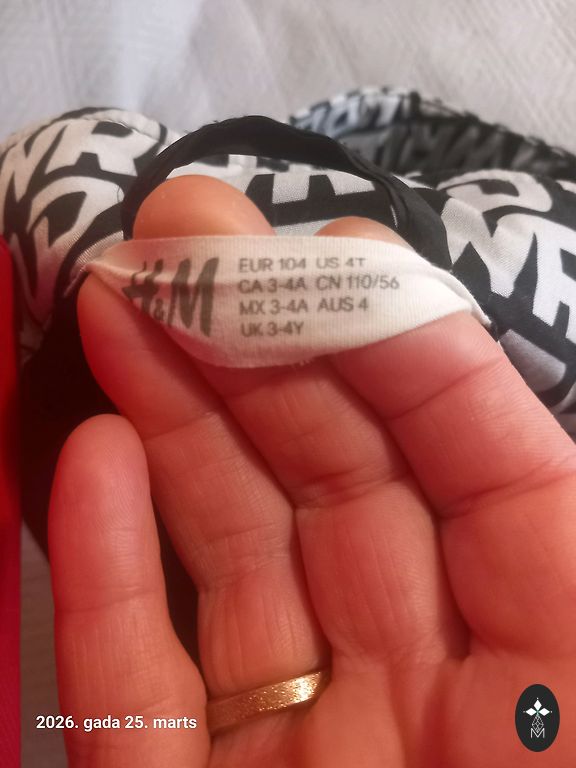 H&M
EUR 104 US 4T
CA 3-4A CN 110/56
MX 3-4A AUS 4
UK 3-4Y
2026. gada 25. marts
M